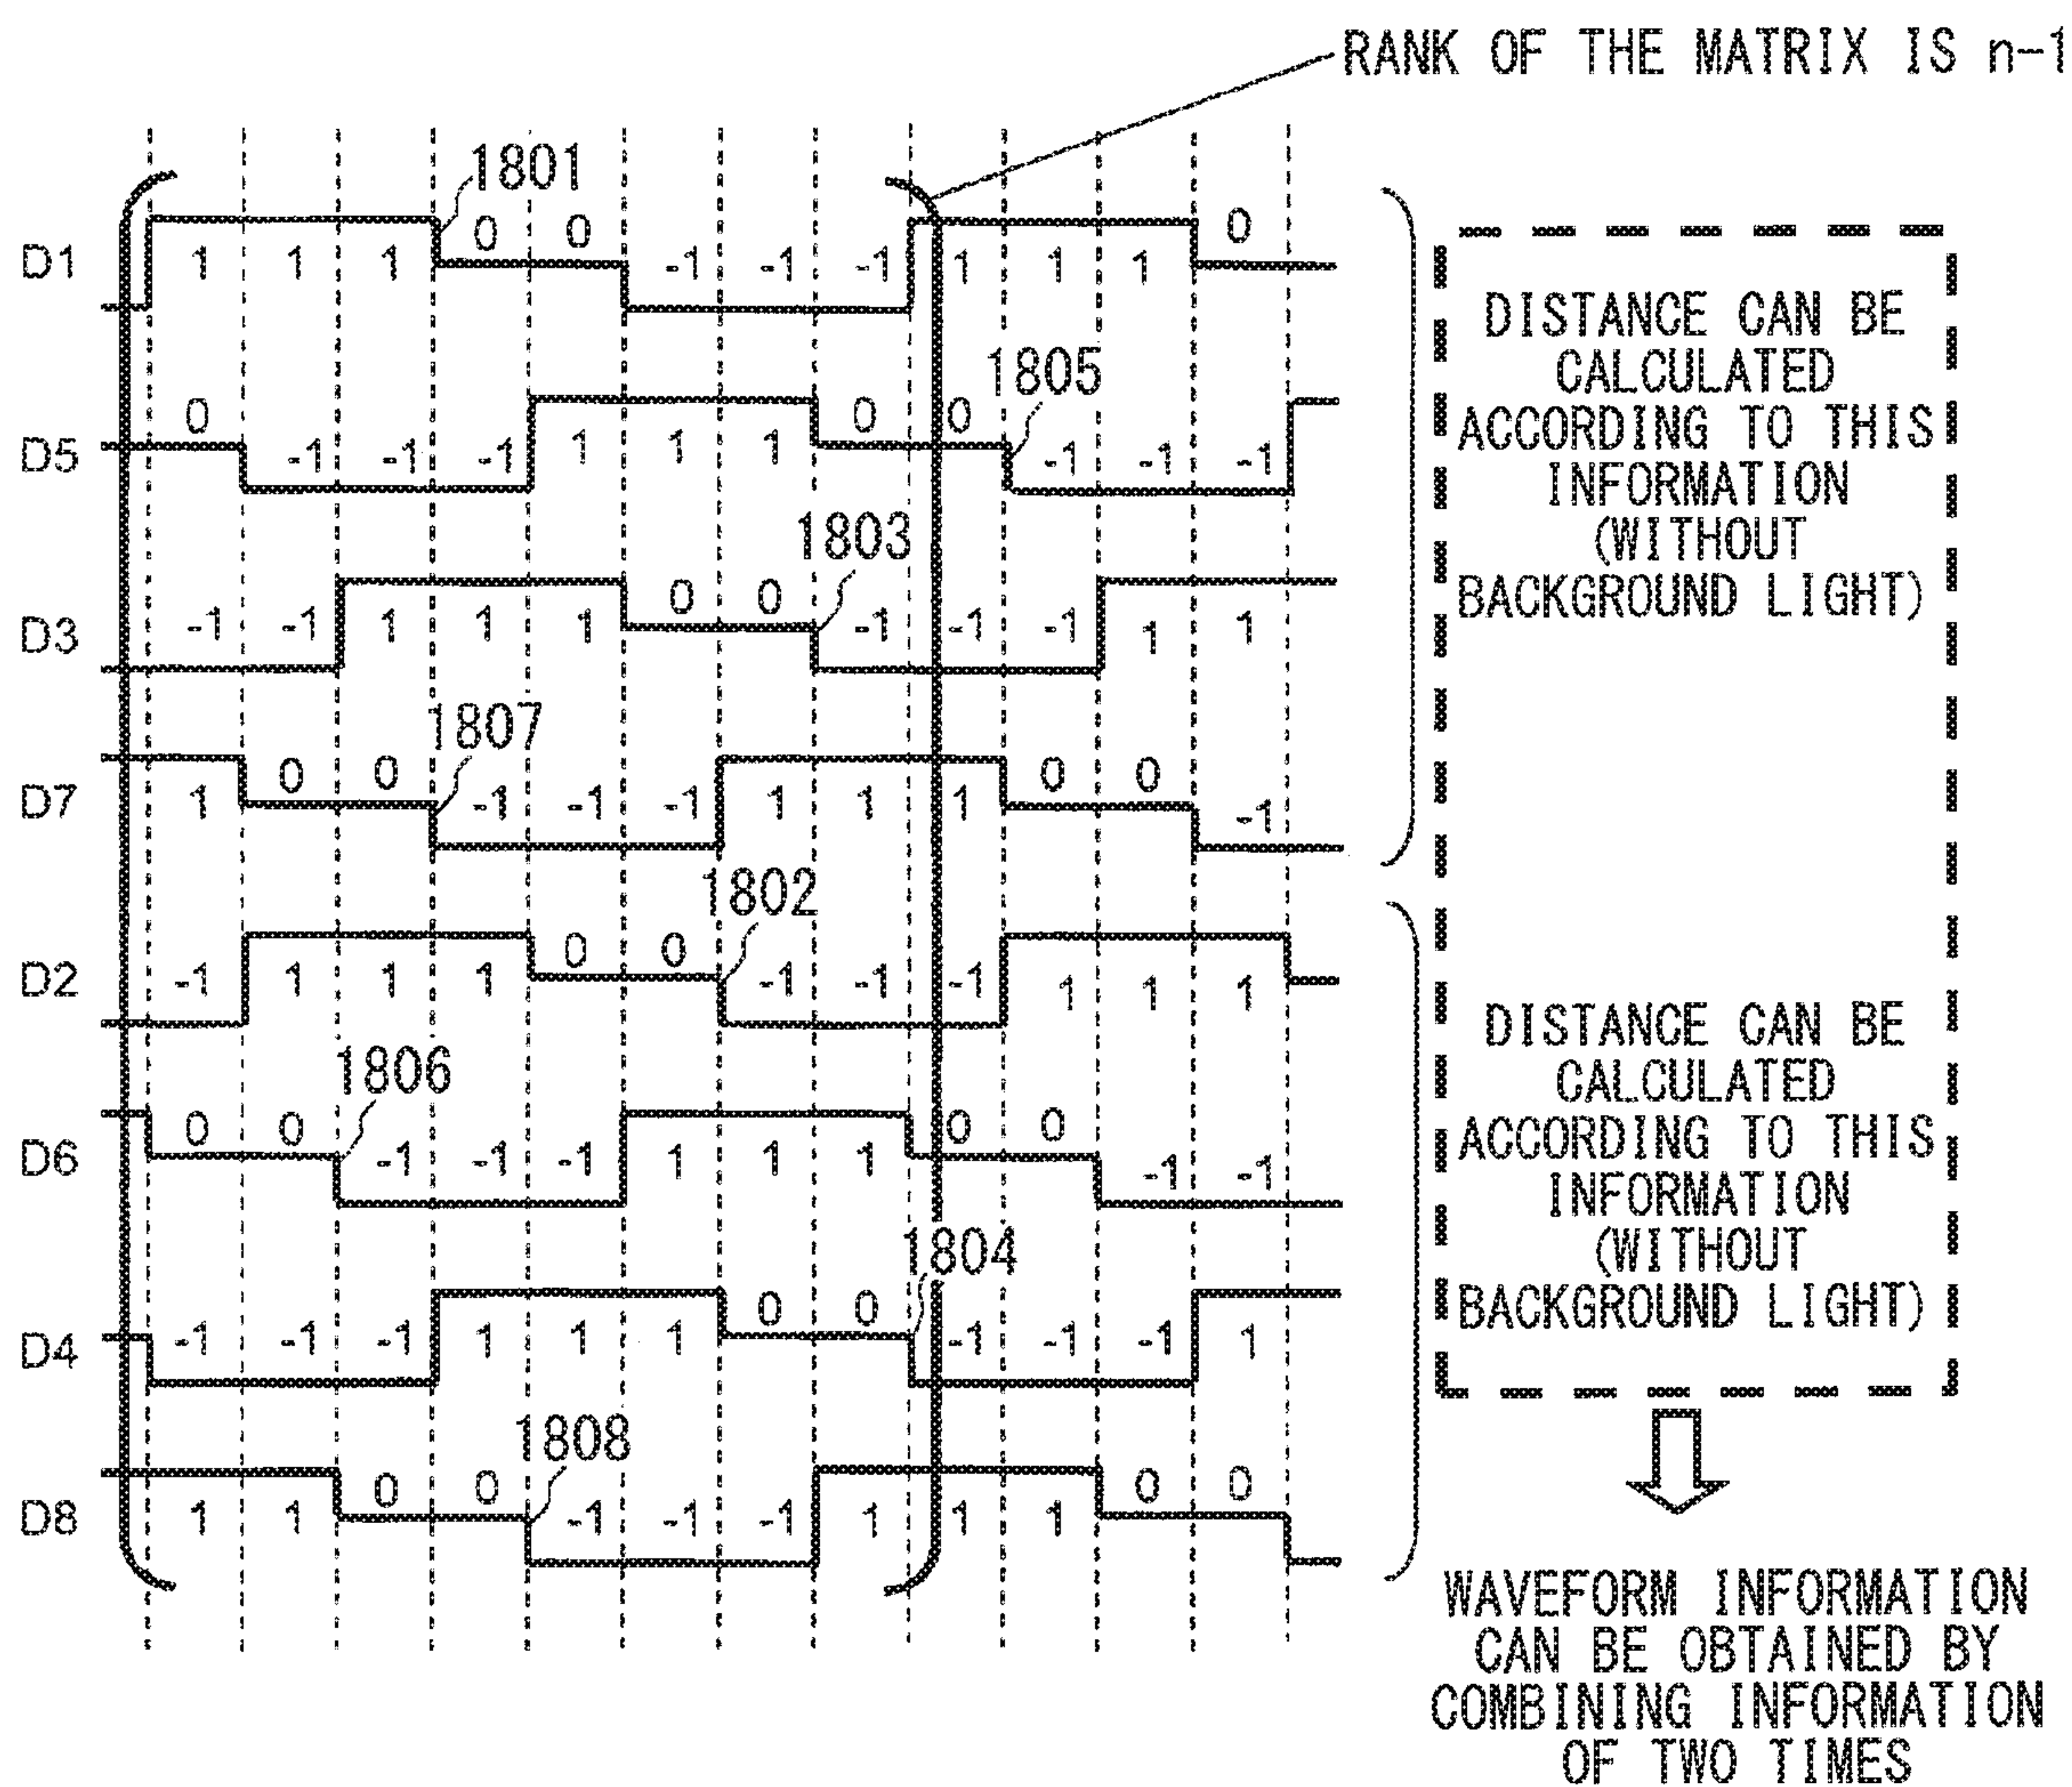 RANK OF THE MATRIX IS n-1
1801
D1 1 1 1 0 0 -1 -1 -1 1 1 1 0
1805
D5 0 -1 -1 -1 1 1 1 0 0 -1 -1 -1
1803
D3 -1 -1 1 1 1 0 0 -1 -1 -1 1 1
1807
D7 1 0 0 -1 -1 -1 1 1 1 0 0 -1
1802
D2 -1 1 1 1 0 0 -1 -1 -1 1 1 1
1806
D6 0 0 -1 -1 -1 1 1 1 0 0 -1 -1
1804
D4 -1 -1 -1 1 1 1 0 0 -1 -1 -1 1
1808
D8 1 1 0 0 -1 -1 -1 1 1 1 0 0
DISTANCE CAN BE
CALCULATED
ACCORDING TO THIS
INFORMATION
(WITHOUT
BACKGROUND LIGHT)
DISTANCE CAN BE
CALCULATED
ACCORDING TO THIS
INFORMATION
(WITHOUT
BACKGROUND LIGHT)
WAVEFORM INFORMATION
CAN BE OBTAINED BY
COMBINING INFORMATION
OF TWO TIMES